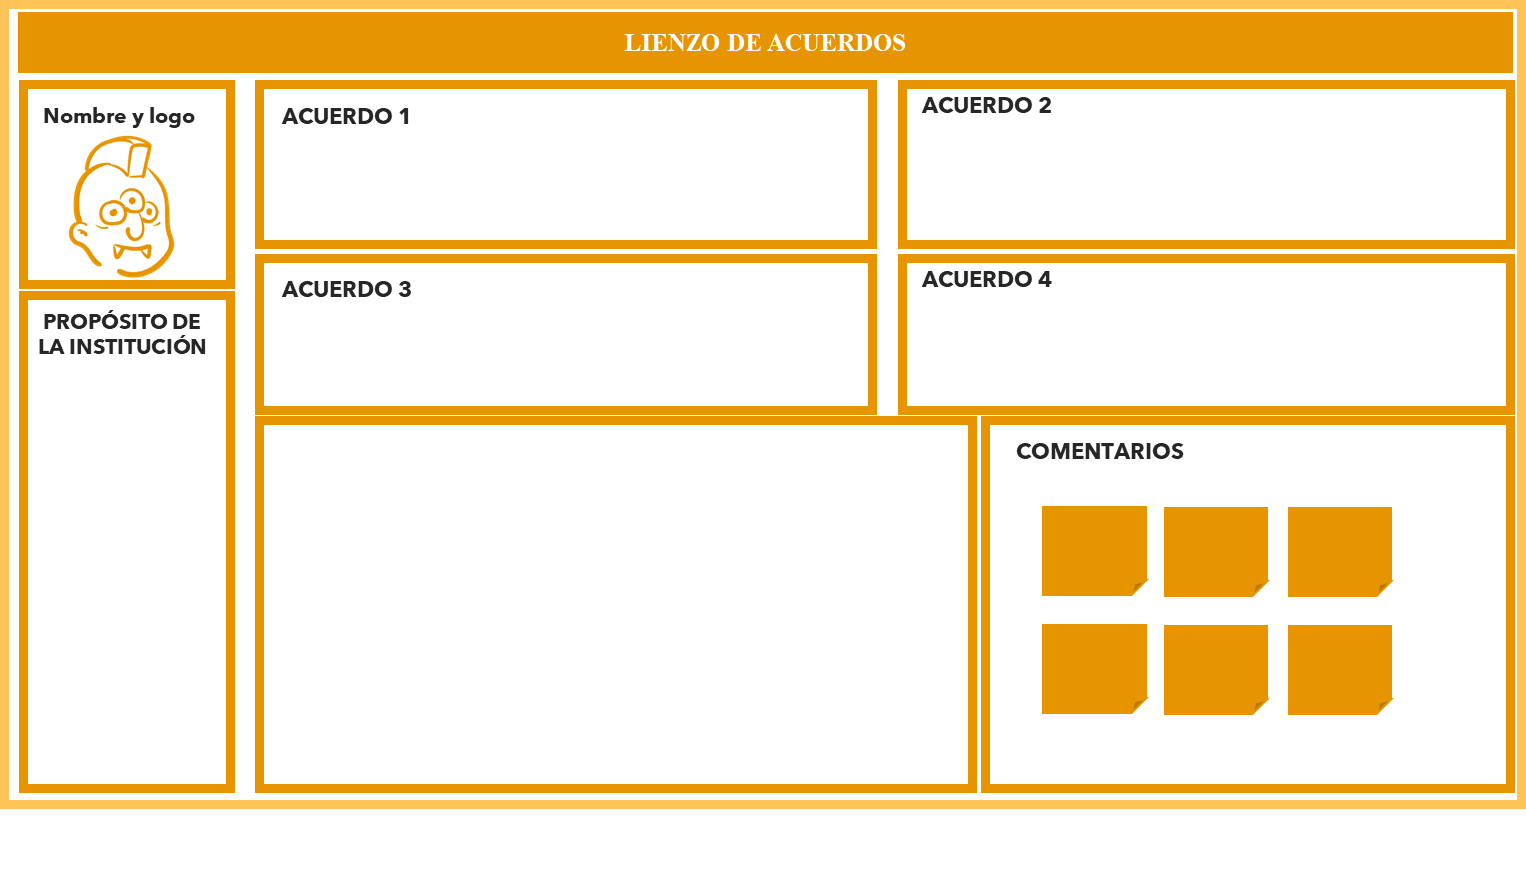 LIENZO DE ACUERDOS
Nombre y logo
PROPÓSITO DE
LA INSTITUCIÓN
ACUERDO 1
ACUERDO 2
ACUERDO 3
ACUERDO 4
COMENTARIOS